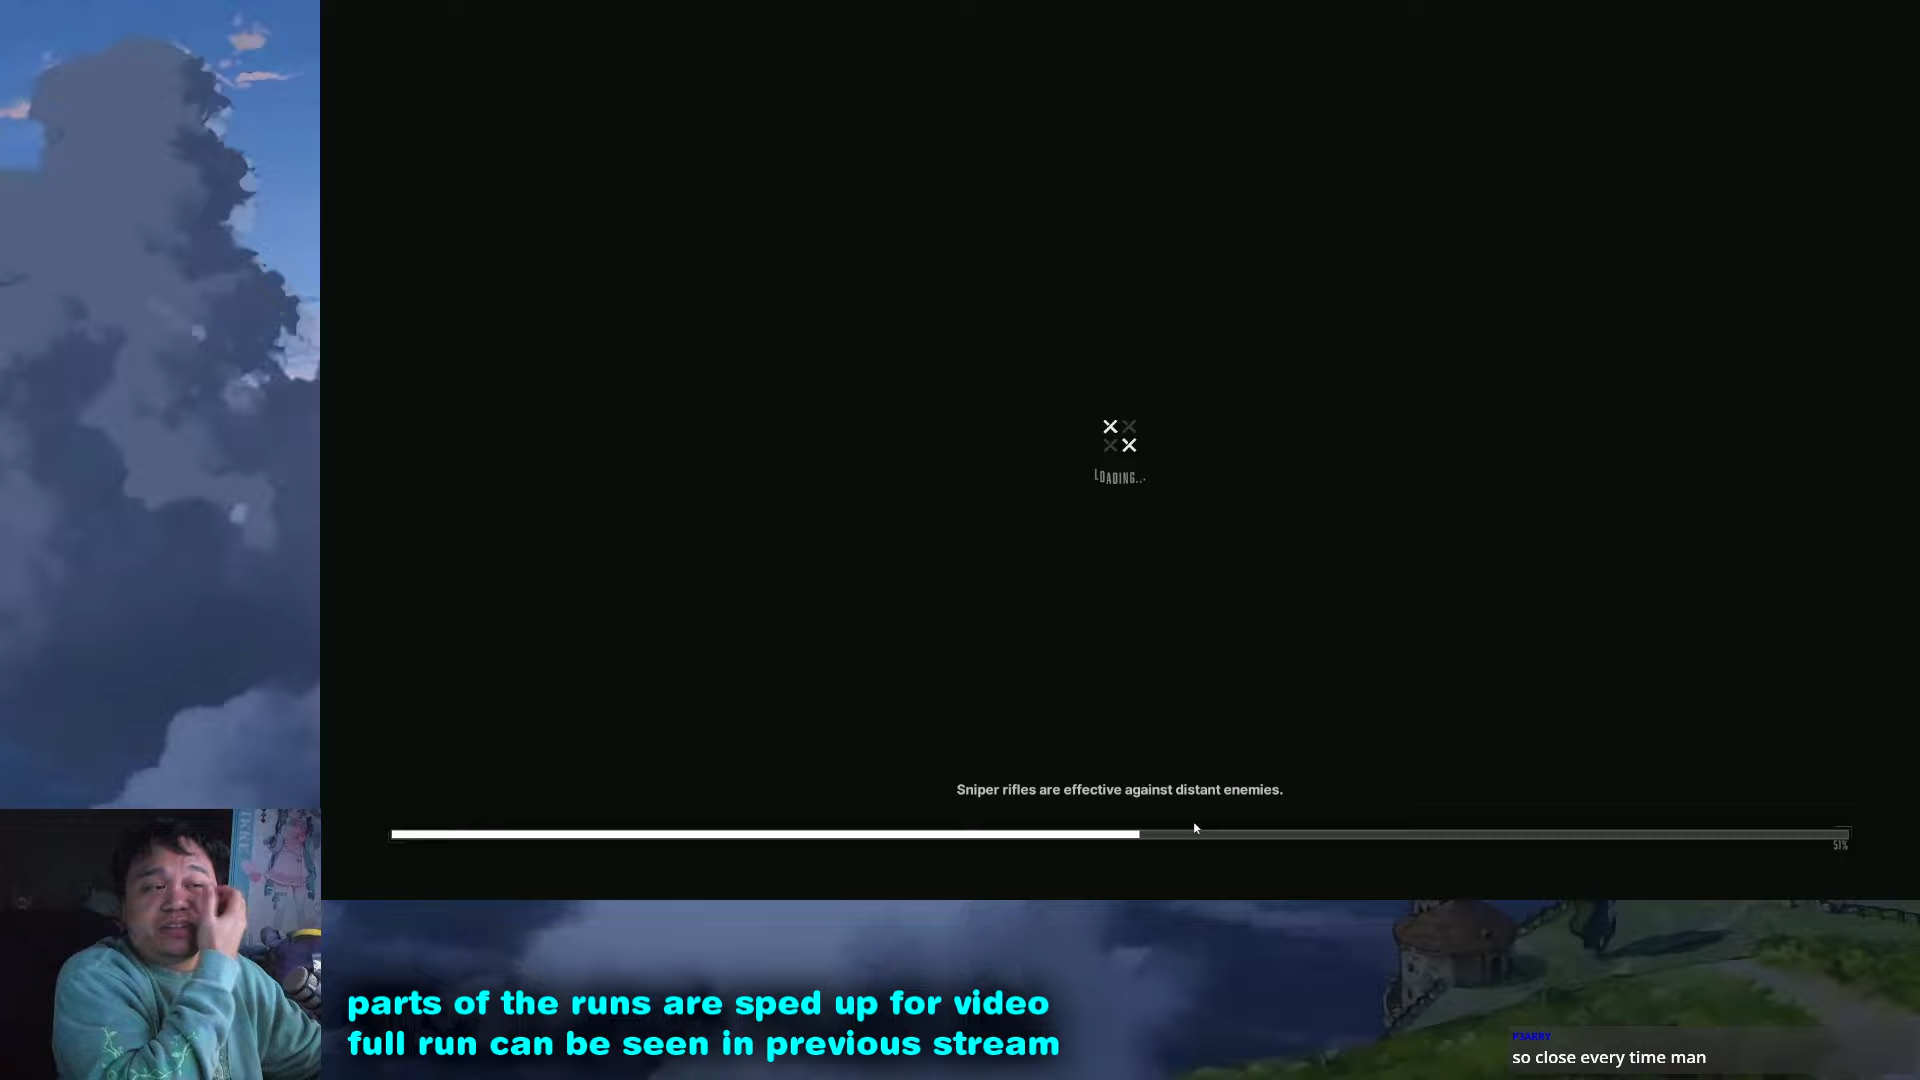 LOADING...
Sniper rifles are effective against distant enemies.
51%
parts of the runs are sped up for video
full run can be seen in previous stream
P3ARRY
so close every time man